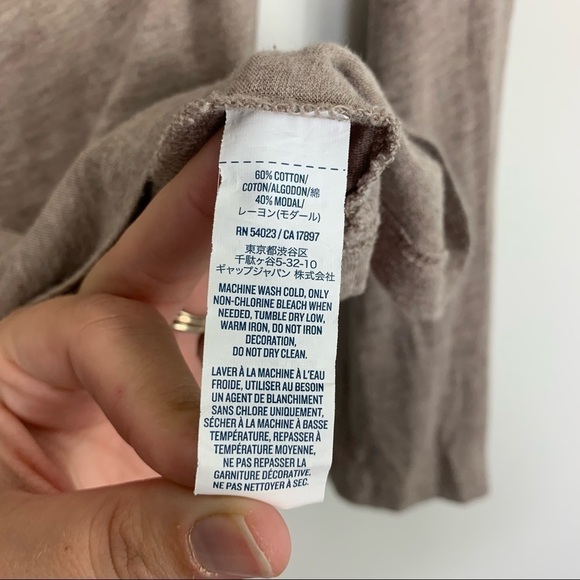 60% COTTON/
COTON/ALGODON/綿
40% MODAL/
レーヨン(モダール)
RN 54023 / CA 17897
東京都渋谷区
千駄ヶ谷5-32-10
ギャップジャパン 株式会社
MACHINE WASH COLD, ONLY
NON-CHLORINE BLEACH WHEN
NEEDED, TUMBLE DRY LOW,
WARM IRON, DO NOT IRON
DECORATION,
DO NOT DRY CLEAN.
LAVER À LA MACHINE À L'EAU
FROIDE, UTILISER AU BESOIN
UN AGENT DE BLANCHIMENT
SANS CHLORE UNIQUEMENT,
SÉCHER À LA MACHINE À BASSE
TEMPÉRATURE, REPASSER À
TEMPÉRATURE MOYENNE,
NE PAS REPASSER LA
GARNITURE DÉCORATIVE,
NE PAS NETTOYER À SEC.